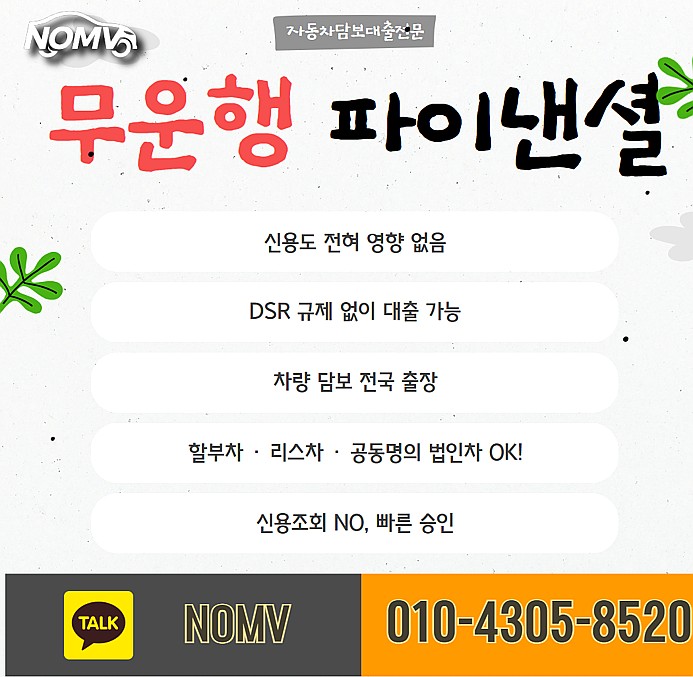 NOMV
자동차담보대출전문
무운행 파이낸셜
신용도 전혀 영향 없음
DSR 규제 없이 대출 가능
차량 담보 전국 출장
할부차 · 리스차 · 공동명의 법인차 OK!
신용조회 NO, 빠른 승인
TALK
NOMV
010-4305-8520